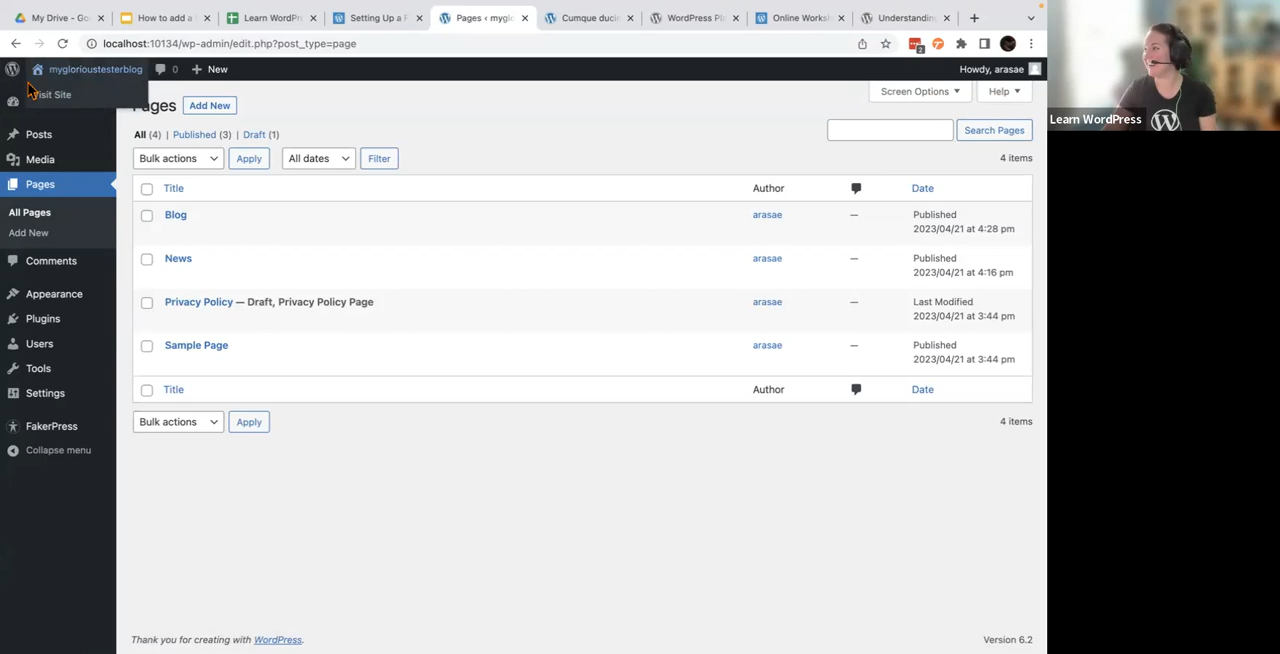 My Drive - Goo
How to add a
Learn WordPr
Setting Up a F
Pages ‹ myglo
Cumque ducir
WordPress Pl
Online Works
Understanding
localhost:10134/wp-admin/edit.php?post_type=page
2
myglorioustesterblog
0
New
Howdy, arasae
Visit Site
Pages
Add New
Screen Options
Help
Posts
Media
Pages
All Pages
Add New
Comments
Appearance
Plugins
Users
Tools
Settings
FakerPress
Collapse menu
All (4) | Published (3) | Draft (1)
Search Pages
Bulk actions
Apply
All dates
Filter
4 items
Title
Author
Date
Blog
arasae
—
Published
2023/04/21 at 4:28 pm
News
arasae
—
Published
2023/04/21 at 4:16 pm
Privacy Policy — Draft, Privacy Policy Page
arasae
—
Last Modified
2023/04/21 at 3:44 pm
Sample Page
arasae
—
Published
2023/04/21 at 3:44 pm
Title
Author
Date
Bulk actions
Apply
4 items
Thank you for creating with WordPress.
Version 6.2
Learn WordPress